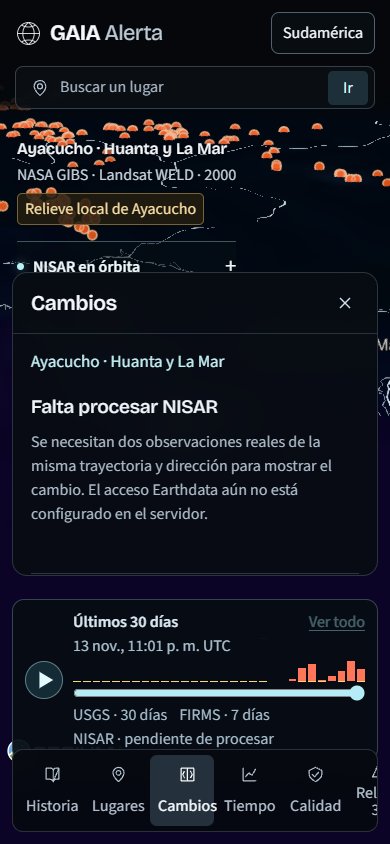 GAIA Alerta
Sudamérica
Buscar un lugar
Ir
Ayacucho · Huanta y La Mar
NASA GIBS · Landsat WELD · 2000
Relieve local de Ayacucho
NISAR en órbita +
Cambios
Ayacucho · Huanta y La Mar
Falta procesar NISAR
Se necesitan dos observaciones reales de la
misma trayectoria y dirección para mostrar el
cambio. El acceso Earthdata aún no está
configurado en el servidor.
Últimos 30 días
Ver todo
13 nov., 11:01 p. m. UTC
USGS · 30 días FIRMS · 7 días
NISAR · pendiente de procesar
Historia
Lugares
Cambios
Tiempo
Calidad